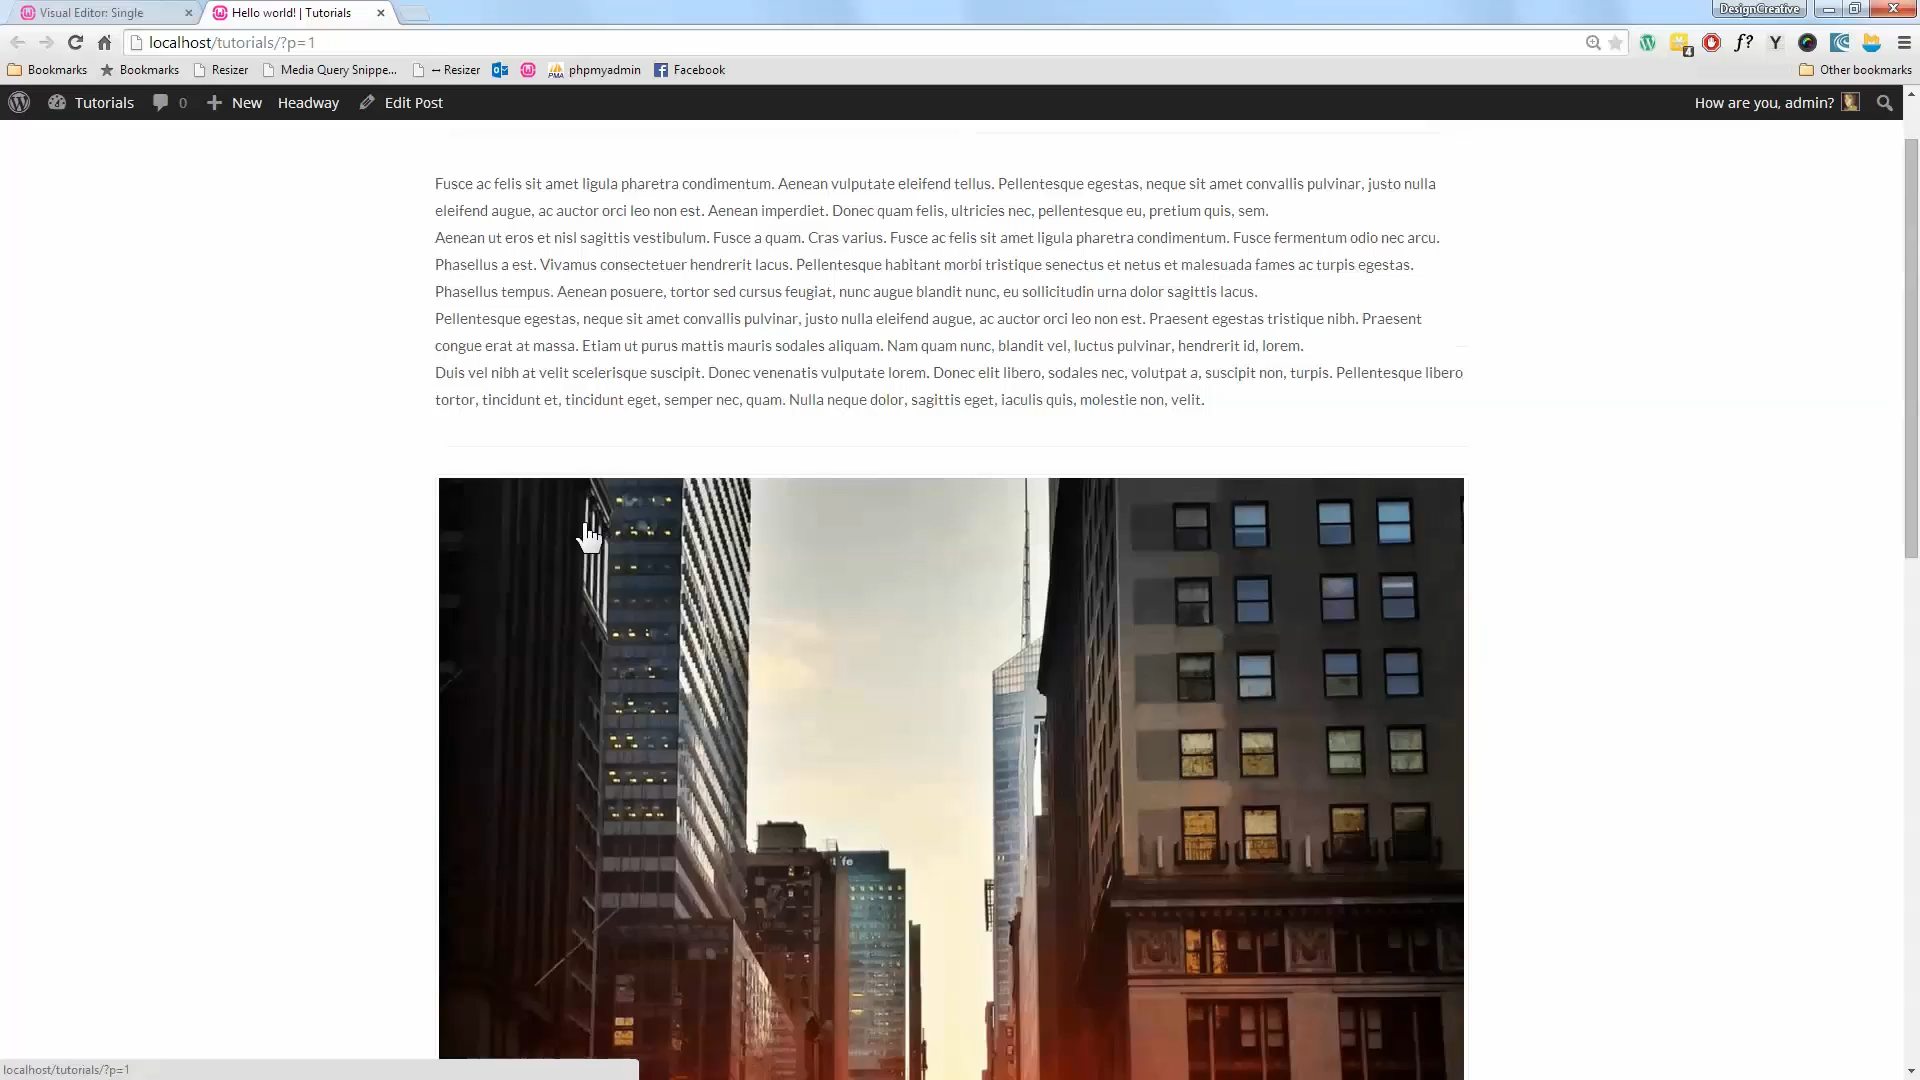 Visual Editor: Single
Hello world! | Tutorials
DesignCreative
localhost/tutorials/?p=1
4
f?
Y
Bookmarks
Bookmarks
Resizer
Media Query Snippe...
↔ Resizer
PMA
phpmyadmin
Facebook
Other bookmarks
Tutorials
0
New
Headway
Edit Post
How are you, admin?
Fusce ac felis sit amet ligula pharetra condimentum. Aenean vulputate eleifend tellus. Pellentesque egestas, neque sit amet convallis pulvinar, justo nulla
eleifend augue, ac auctor orci leo non est. Aenean imperdiet. Donec quam felis, ultricies nec, pellentesque eu, pretium quis, sem.
Aenean ut eros et nisl sagittis vestibulum. Fusce a quam. Cras varius. Fusce ac felis sit amet ligula pharetra condimentum. Fusce fermentum odio nec arcu.
Phasellus a est. Vivamus consectetuer hendrerit lacus. Pellentesque habitant morbi tristique senectus et netus et malesuada fames ac turpis egestas.
Phasellus tempus. Aenean posuere, tortor sed cursus feugiat, nunc augue blandit nunc, eu sollicitudin urna dolor sagittis lacus.
Pellentesque egestas, neque sit amet convallis pulvinar, justo nulla eleifend augue, ac auctor orci leo non est. Praesent egestas tristique nibh. Praesent
congue erat at massa. Etiam ut purus mattis mauris sodales aliquam. Nam quam nunc, blandit vel, luctus pulvinar, hendrerit id, lorem.
Duis vel nibh at velit scelerisque suscipit. Donec venenatis vulputate lorem. Donec elit libero, sodales nec, volutpat a, suscipit non, turpis. Pellentesque libero
tortor, tincidunt et, tincidunt eget, semper nec, quam. Nulla neque dolor, sagittis eget, iaculis quis, molestie non, velit.
localhost/tutorials/?p=1